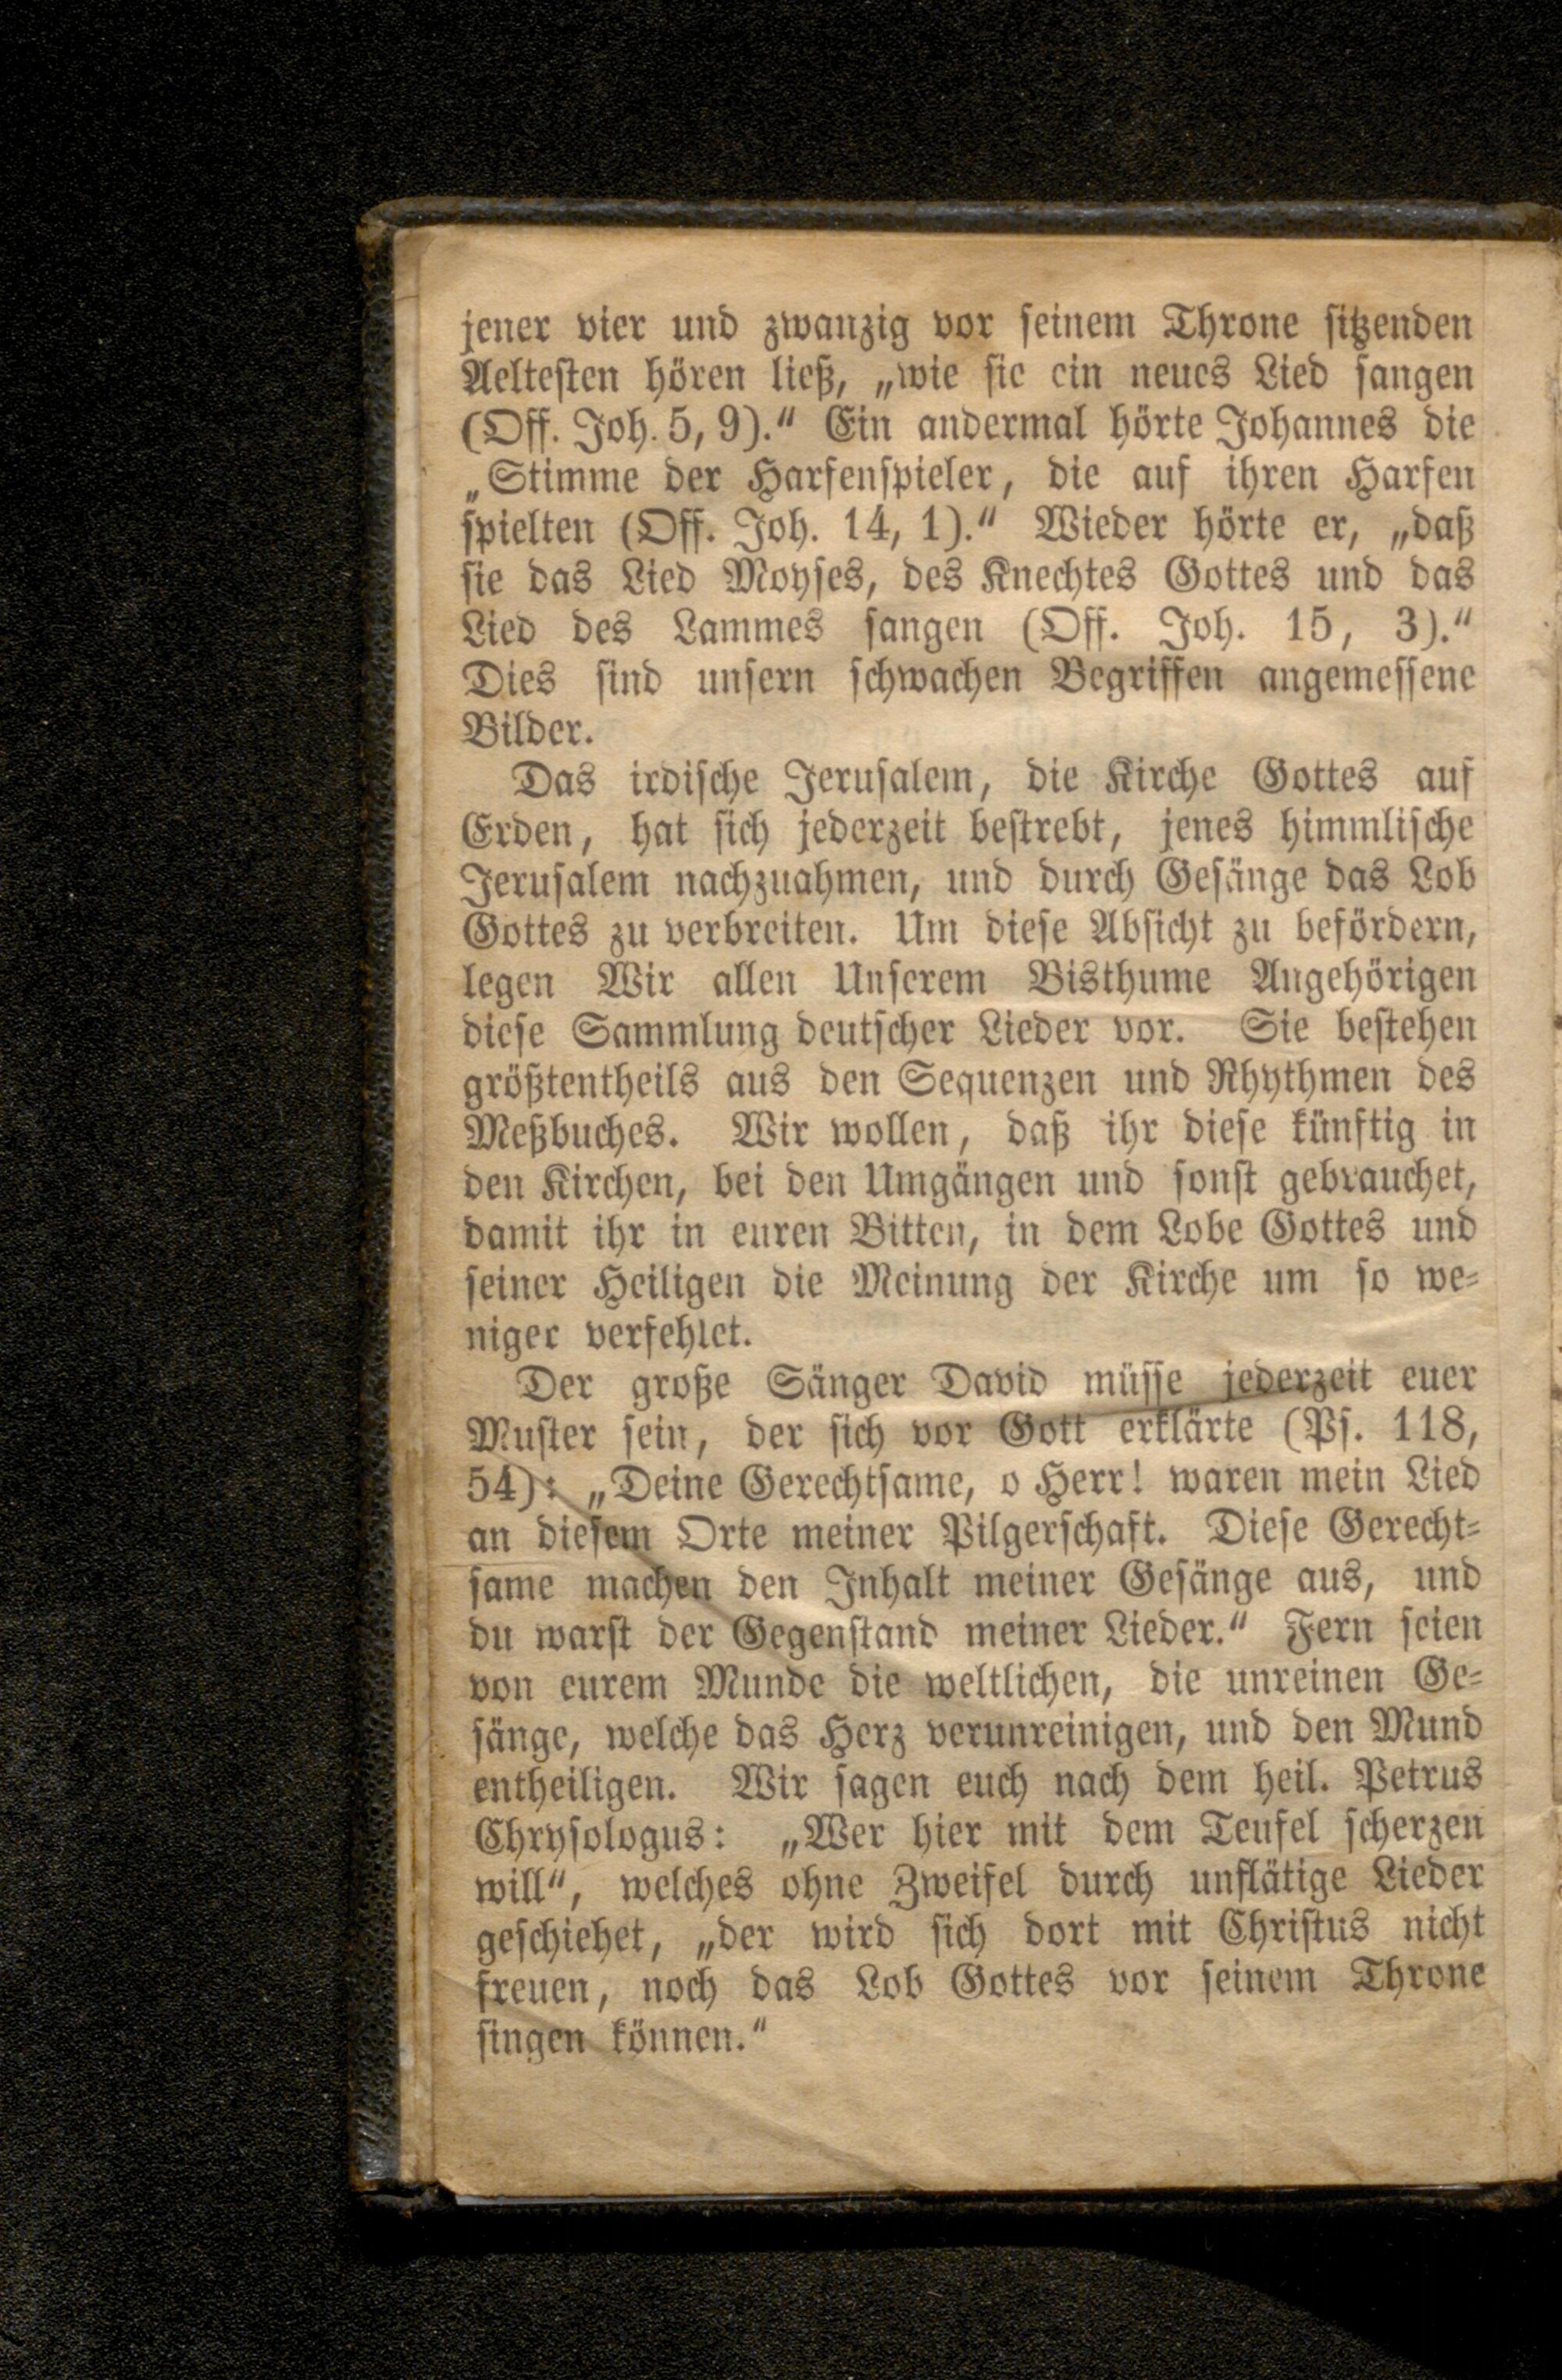 jener vier und zwanzig vor seinem Throne sitzenden
Aeltesten hören ließ, „wie sie ein neues Lied sangen
(Off. Joh. 5, 9).“ Ein andermal hörte Johannes die
„Stimme der Harfenspieler, die auf ihren Harfen
spielten (Off. Joh. 14, 1).“ Wieder hörte er, „daß
sie das Lied Moyses, des Knechtes Gottes und das
Lied des Lammes sangen (Off. Joh. 15, 3).“
Dies sind unsern schwachen Begriffen angemessene
Bilder.
Das irdische Jerusalem, die Kirche Gottes auf
Erden, hat sich jederzeit bestrebt, jenes himmlische
Jerusalem nachzuahmen, und durch Gesänge das Lob
Gottes zu verbreiten. Um diese Absicht zu befördern,
legen Wir allen Unserem Bisthume Angehörigen
diese Sammlung deutscher Lieder vor. Sie bestehen
größtentheils aus den Sequenzen und Rhythmen des
Meßbuches. Wir wollen, daß ihr diese künftig in
den Kirchen, bei den Umgängen und sonst gebrauchet,
damit ihr in euren Bitten, in dem Lobe Gottes und
seiner Heiligen die Meinung der Kirche um so we-
niger verfehlet.
Der große Sänger David müsse jederzeit euer
Muster sein, der sich vor Gott erklärte (Ps. 118,
54): „Deine Gerechtsame, o Herr! waren mein Lied
an diesem Orte meiner Pilgerschaft. Diese Gerecht-
same machen den Inhalt meiner Gesänge aus, und
du warst der Gegenstand meiner Lieder.“ Fern seien
von eurem Munde die weltlichen, die unreinen Ge-
sänge, welche das Herz verunreinigen, und den Mund
entheiligen. Wir sagen euch nach dem heil. Petrus
Chrysologus: „Wer hier mit dem Teufel scherzen
will“, welches ohne Zweifel durch unflätige Lieder
geschiehet, „der wird sich dort mit Christus nicht
freuen, noch das Lob Gottes vor seinem Throne
singen können.“